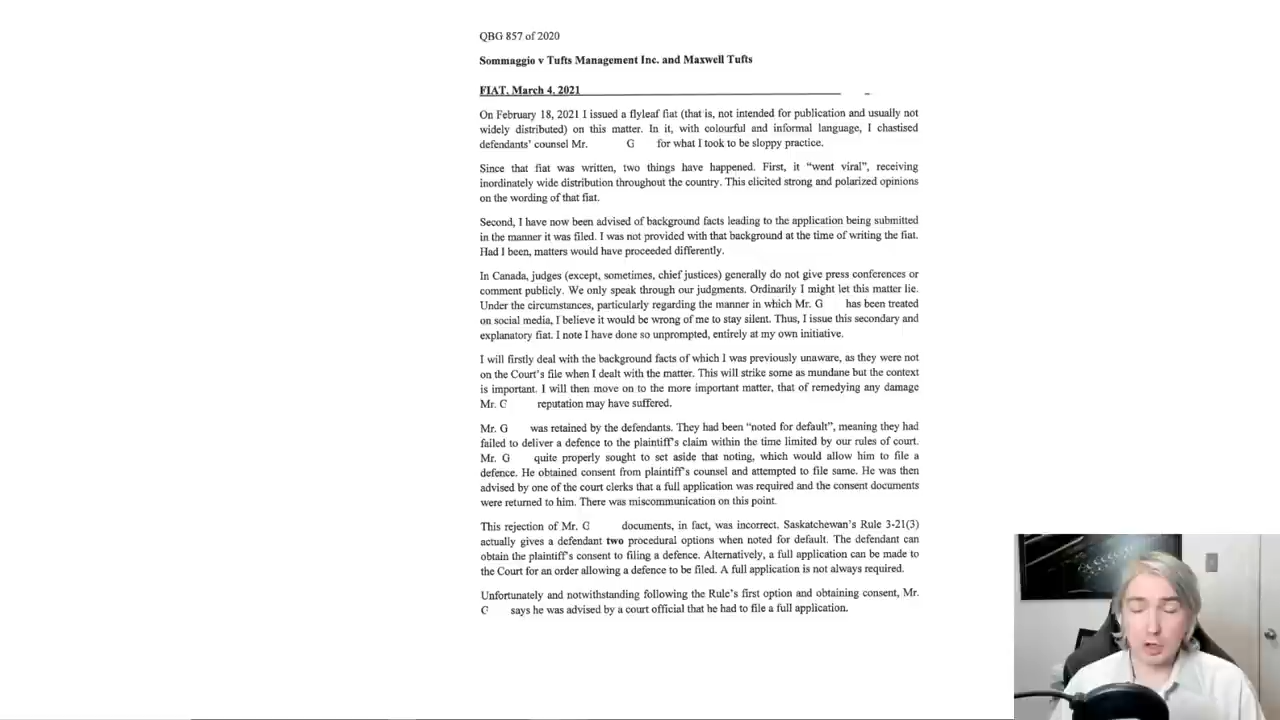 QBG 857 of 2020
Sommaggio v Tufts Management Inc. and Maxwell Tufts
FIAT, March 4, 2021
On February 18, 2021 I issued a flyleaf fiat (that is, not intended for publication and usually not
widely distributed) on this matter. In it, with colourful and informal language, I chastised
defendants' counsel Mr. G for what I took to be sloppy practice.
Since that fiat was written, two things have happened. First, it "went viral", receiving
inordinately wide distribution throughout the country. This elicited strong and polarized opinions
on the wording of that fiat.
Second, I have now been advised of background facts leading to the application being submitted
in the manner it was filed. I was not provided with that background at the time of writing the fiat.
Had I been, matters would have proceeded differently.
In Canada, judges (except, sometimes, chief justices) generally do not give press conferences or
comment publicly. We only speak through our judgments. Ordinarily I might let this matter lie.
Under the circumstances, particularly regarding the manner in which Mr. G has been treated
on social media, I believe it would be wrong of me to stay silent. Thus, I issue this secondary and
explanatory fiat. I note I have done so unprompted, entirely at my own initiative.
I will firstly deal with the background facts of which I was previously unaware, as they were not
on the Court's file when I dealt with the matter. This will strike some as mundane but the context
is important. I will then move on to the more important matter, that of remedying any damage
Mr. G reputation may have suffered.
Mr. G was retained by the defendants. They had been "noted for default", meaning they had
failed to deliver a defence to the plaintiff's claim within the time limited by our rules of court.
Mr. G quite properly sought to set aside that noting, which would allow him to file a
defence. He obtained consent from plaintiff's counsel and attempted to file same. He was then
advised by one of the court clerks that a full application was required and the consent documents
were returned to him. There was miscommunication on this point.
This rejection of Mr. G documents, in fact, was incorrect. Saskatchewan's Rule 3-21(3)
actually gives a defendant two procedural options when noted for default. The defendant can
obtain the plaintiff's consent to filing a defence. Alternatively, a full application can be made to
the Court for an order allowing a defence to be filed. A full application is not always required.
Unfortunately and notwithstanding following the Rule's first option and obtaining consent, Mr.
G says he was advised by a court official that he had to file a full application.